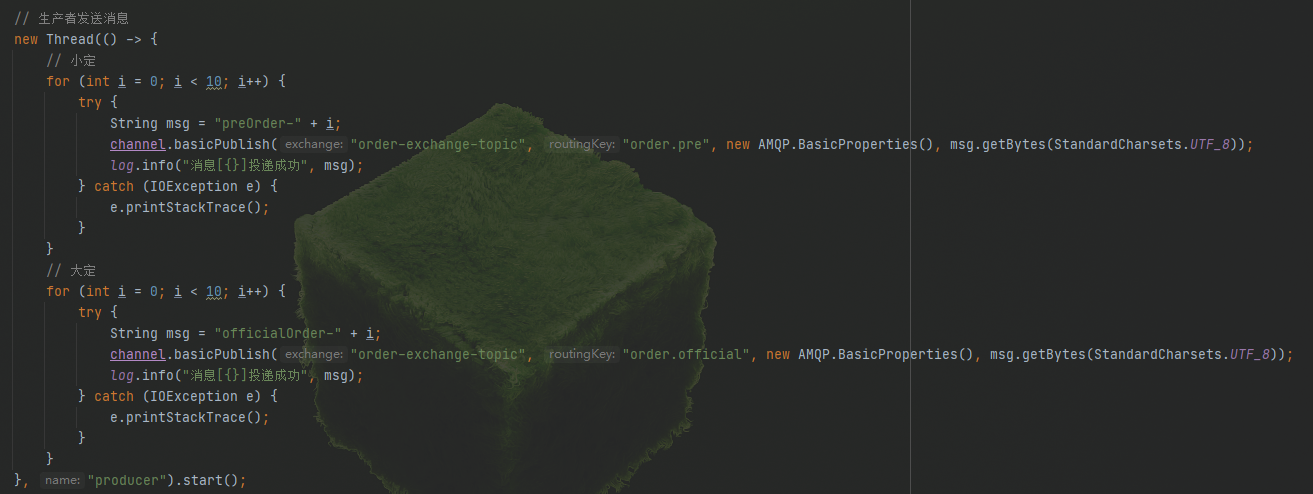 // 生产者发送消息
new Thread(() -> {
// 小定
for (int i = 0; i < 10; i++) {
try {
String msg = "preOrder-" + i;
channel.basicPublish( exchange: "order-exchange-topic", routingKey: "order.pre", new AMQP.BasicProperties(), msg.getBytes(StandardCharsets.UTF_8));
log.info("消息[{}]投递成功", msg);
} catch (IOException e) {
e.printStackTrace();
}
}
// 大定
for (int i = 0; i < 10; i++) {
try {
String msg = "officialOrder-" + i;
channel.basicPublish( exchange: "order-exchange-topic", routingKey: "order.official", new AMQP.BasicProperties(), msg.getBytes(StandardCharsets.UTF_8));
log.info("消息[{}]投递成功", msg);
} catch (IOException e) {
e.printStackTrace();
}
}
}, name: "producer").start();